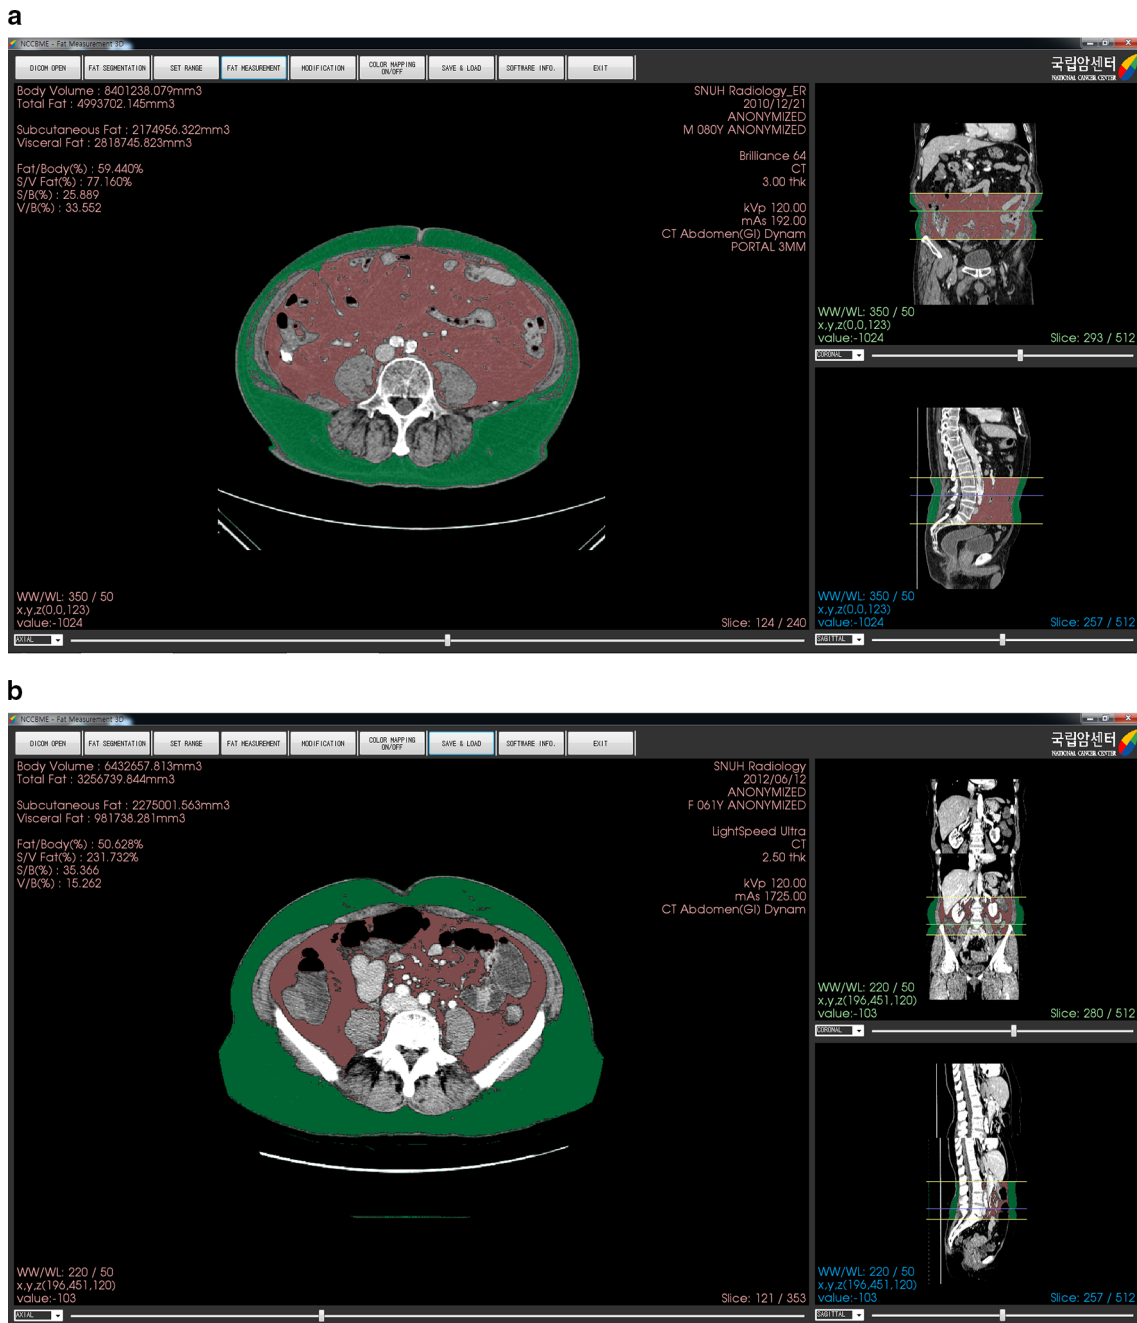 a
NCCBME - Fat Measurement 3D
DICOM OPEN
FAT SEGMENTATION
SET RANGE
FAT MEASUREMENT
MODIFICATION
COLOR MAPPING
ON/OFF
SAVE & LOAD
SOFTWARE INFO.
EXIT
국립암센터
NATIONAL CANCER CENTER
Body Volume : 8401238.079mm3
Total Fat : 4993702.145mm3
Subcutaneous Fat : 2174956.322mm3
Visceral Fat : 2818745.823mm3
Fat/Body(%) : 59.440%
S/V Fat(%) : 77.160%
S/B(%) : 25.889
V/B(%) : 33.552
SNUH Radiology_ER
2010/12/21
ANONYMIZED
M 080Y ANONYMIZED
Brilliance 64
CT
3.00 thk
kVp 120.00
mAs 192.00
CT Abdomen(GI) Dynam
PORTAL 3MM
WW/WL: 350 / 50
x,y,z(0,0,123)
value:-1024
Slice: 124 / 240
AXIAL
WW/WL: 350 / 50
x,y,z(0,0,123)
value:-1024
Slice: 293 / 512
CORONAL
WW/WL: 350 / 50
x,y,z(0,0,123)
value:-1024
Slice: 257 / 512
SAGITTAL
b
NCCBME - Fat Measurement 3D
DICOM OPEN
FAT SEGMENTATION
SET RANGE
FAT MEASUREMENT
MODIFICATION
COLOR MAPPING
ON/OFF
SAVE & LOAD
SOFTWARE INFO.
EXIT
국립암센터
NATIONAL CANCER CENTER
Body Volume : 6432657.813mm3
Total Fat : 3256739.844mm3
Subcutaneous Fat : 2275001.563mm3
Visceral Fat : 981738.281mm3
Fat/Body(%) : 50.628%
S/V Fat(%) : 231.732%
S/B(%) : 35.366
V/B(%) : 15.262
SNUH Radiology
2012/06/12
ANONYMIZED
F 061Y ANONYMIZED
LightSpeed Ultra
CT
2.50 thk
kVp 120.00
mAs 1725.00
CT Abdomen(GI) Dynam
WW/WL: 220 / 50
x,y,z(196,451,120)
value:-103
Slice: 121 / 353
AXIAL
WW/WL: 220 / 50
x,y,z(196,451,120)
value:-103
Slice: 280 / 512
CORONAL
WW/WL: 220 / 50
x,y,z(196,451,120)
value:-103
Slice: 257 / 512
SAGITTAL